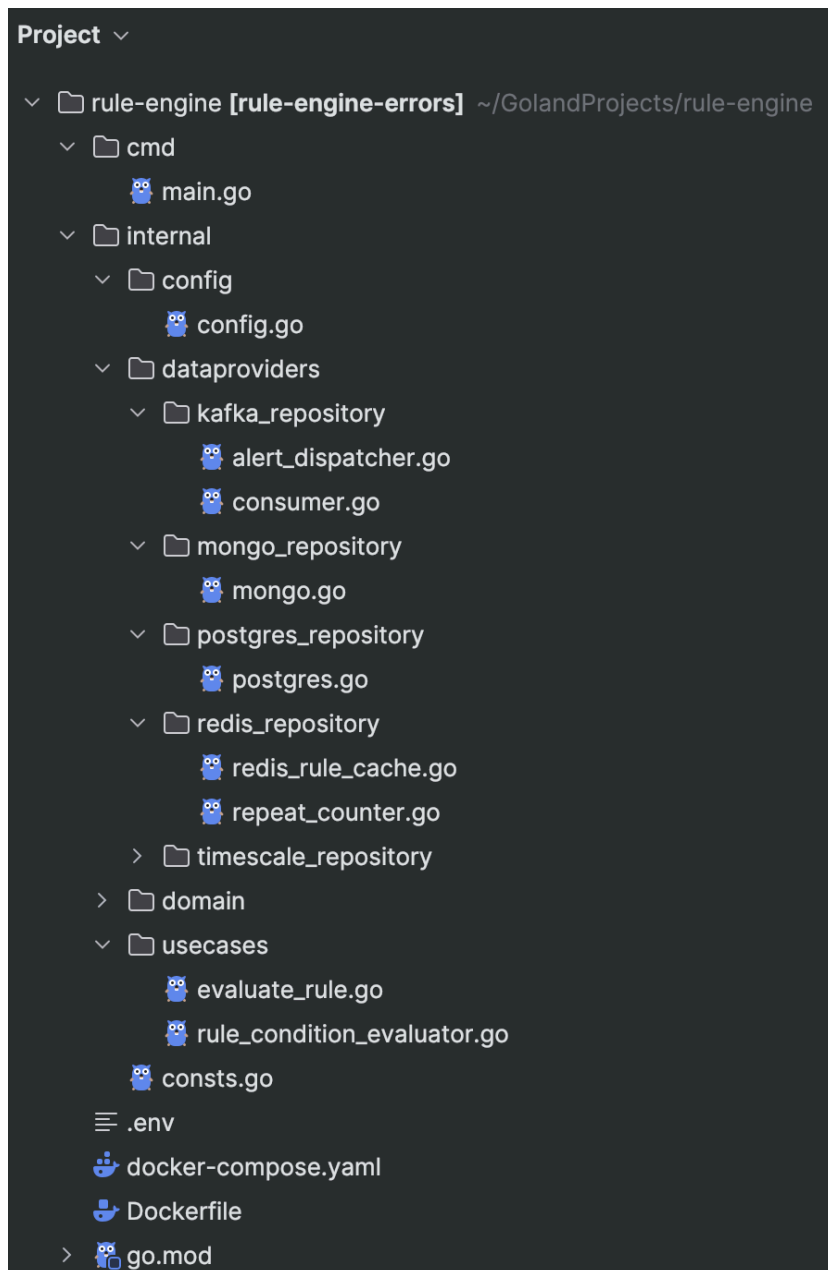 Project
rule-engine [rule-engine-errors] ~/GolandProjects/rule-engine
cmd
main.go
internal
config
config.go
dataproviders
kafka_repository
alert_dispatcher.go
consumer.go
mongo_repository
mongo.go
postgres_repository
postgres.go
redis_repository
redis_rule_cache.go
repeat_counter.go
timescale_repository
domain
usecases
evaluate_rule.go
rule_condition_evaluator.go
consts.go
.env
docker-compose.yaml
Dockerfile
go.mod